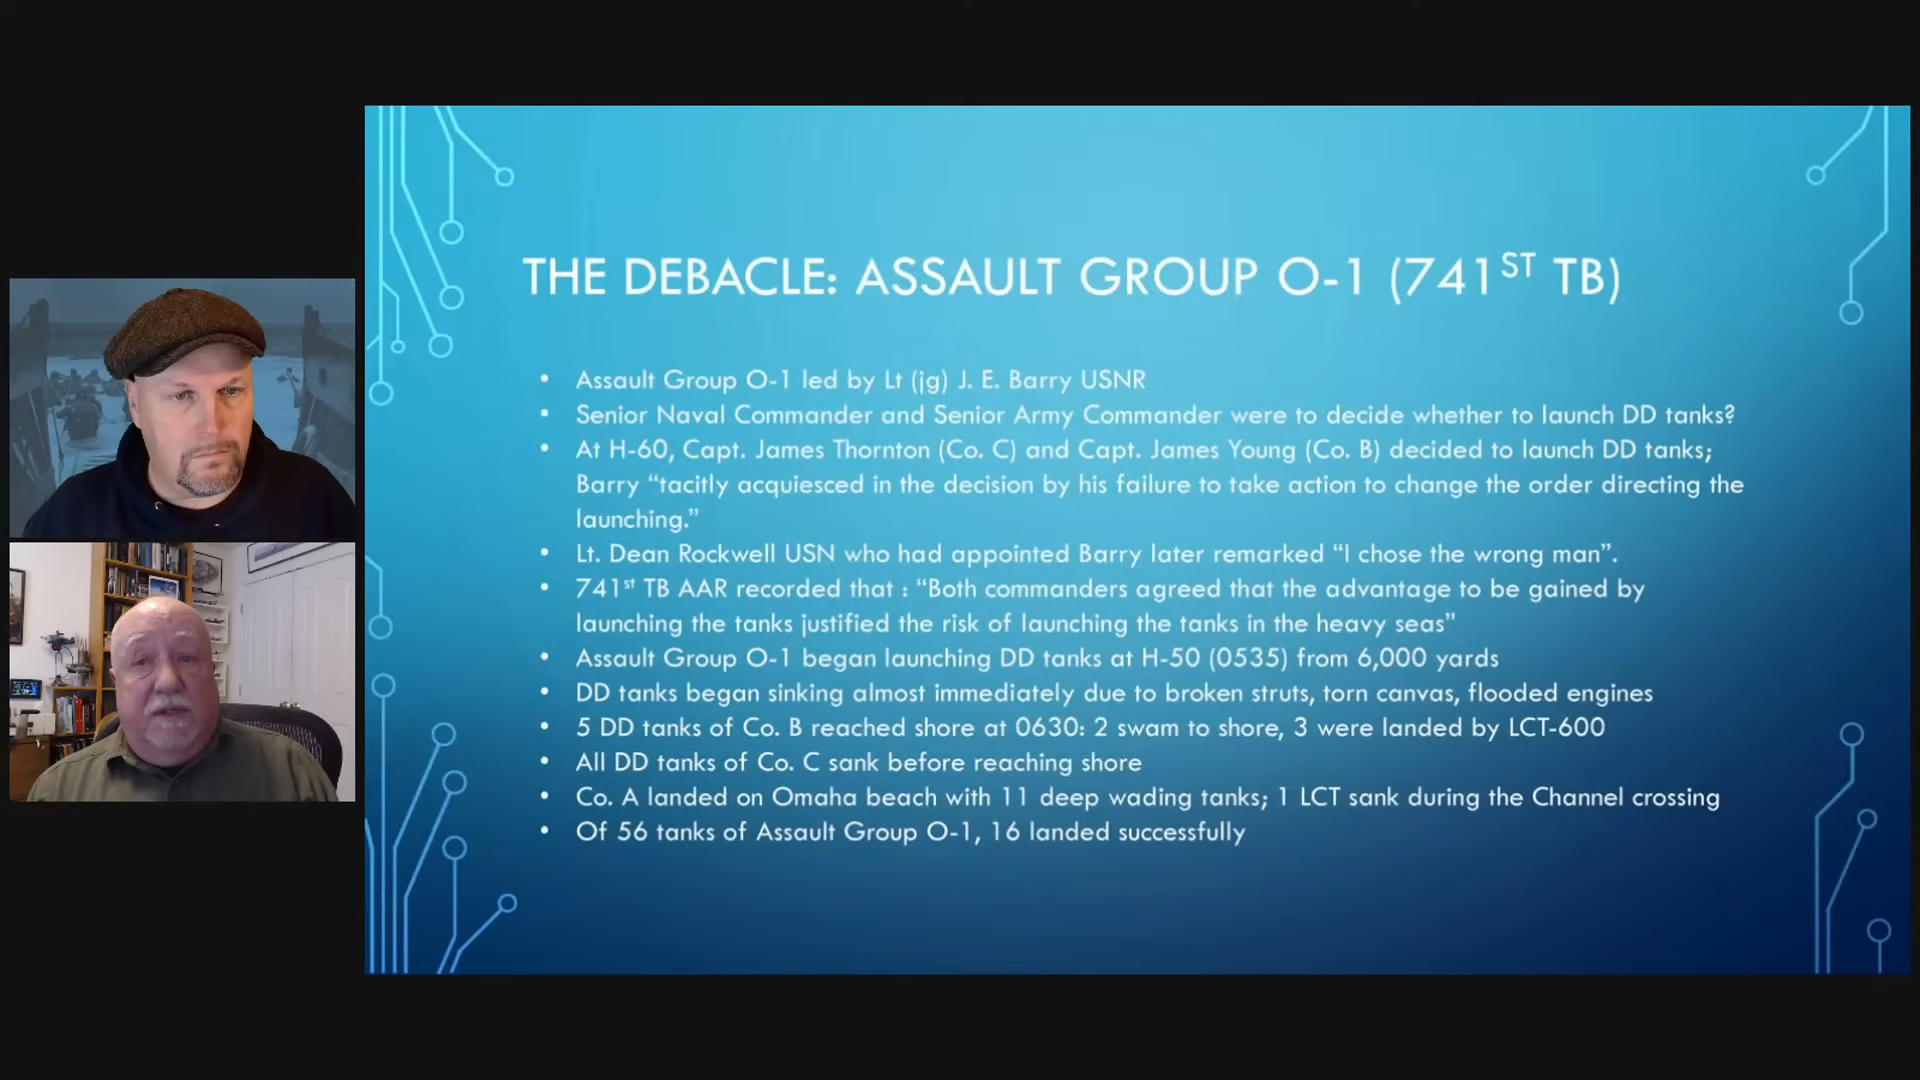 THE DEBACLE: ASSAULT GROUP O-1 (741ST TB)
• Assault Group O-1 led by Lt (jg) J. E. Barry USNR
• Senior Naval Commander and Senior Army Commander were to decide whether to launch DD tanks?
• At H-60, Capt. James Thornton (Co. C) and Capt. James Young (Co. B) decided to launch DD tanks;
Barry “tacitly acquiesced in the decision by his failure to take action to change the order directing the
launching.”
• Lt. Dean Rockwell USN who had appointed Barry later remarked “I chose the wrong man”.
• 741st TB AAR recorded that : “Both commanders agreed that the advantage to be gained by
launching the tanks justified the risk of launching the tanks in the heavy seas”
• Assault Group O-1 began launching DD tanks at H-50 (0535) from 6,000 yards
• DD tanks began sinking almost immediately due to broken struts, torn canvas, flooded engines
• 5 DD tanks of Co. B reached shore at 0630: 2 swam to shore, 3 were landed by LCT-600
• All DD tanks of Co. C sank before reaching shore
• Co. A landed on Omaha beach with 11 deep wading tanks; 1 LCT sank during the Channel crossing
• Of 56 tanks of Assault Group O-1, 16 landed successfully